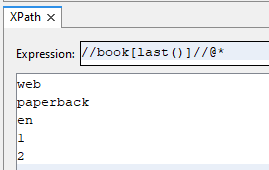 XPath ×
Expression: //book[last()]//@*
web
paperback
en
1
2